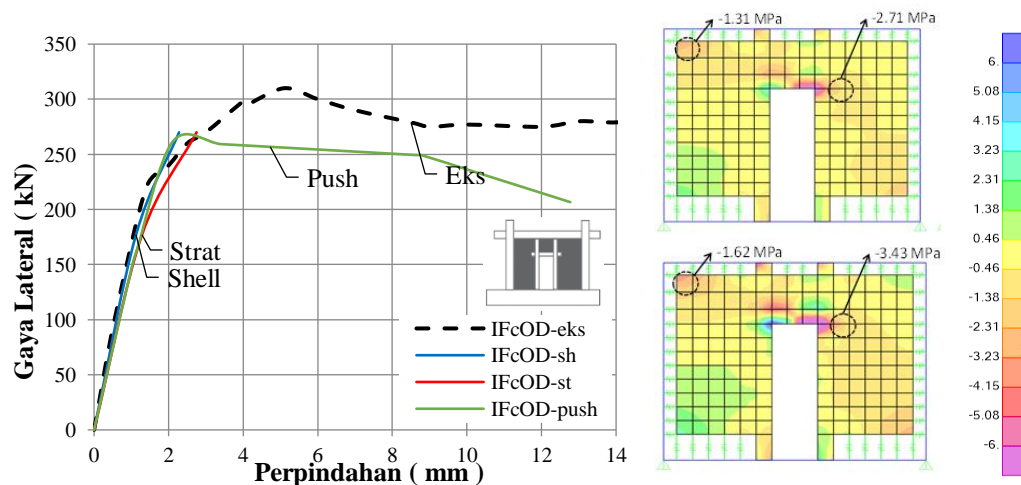 350
300
250
200
150
100
50
0
Gaya Lateral ( kN)
0 2 4 6 8 10 12 14
Perpindahan ( mm )
Push
Eks
Strat
Shell
IFcOD-eks
IFcOD-sh
IFcOD-st
IFcOD-push
-1.31 MPa
-2.71 MPa
-1.62 MPa
-3.43 MPa
6.
5.08
4.15
3.23
2.31
1.38
0.46
-0.46
-1.38
-2.31
-3.23
-4.15
-5.08
-6.